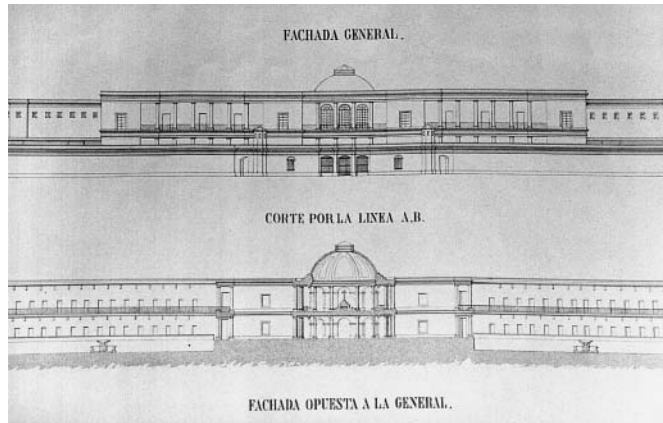 FACHADA GENERAL.
CORTE POR LA LINEA A.B.
FACHADA OPUESTA A LA GENERAL.